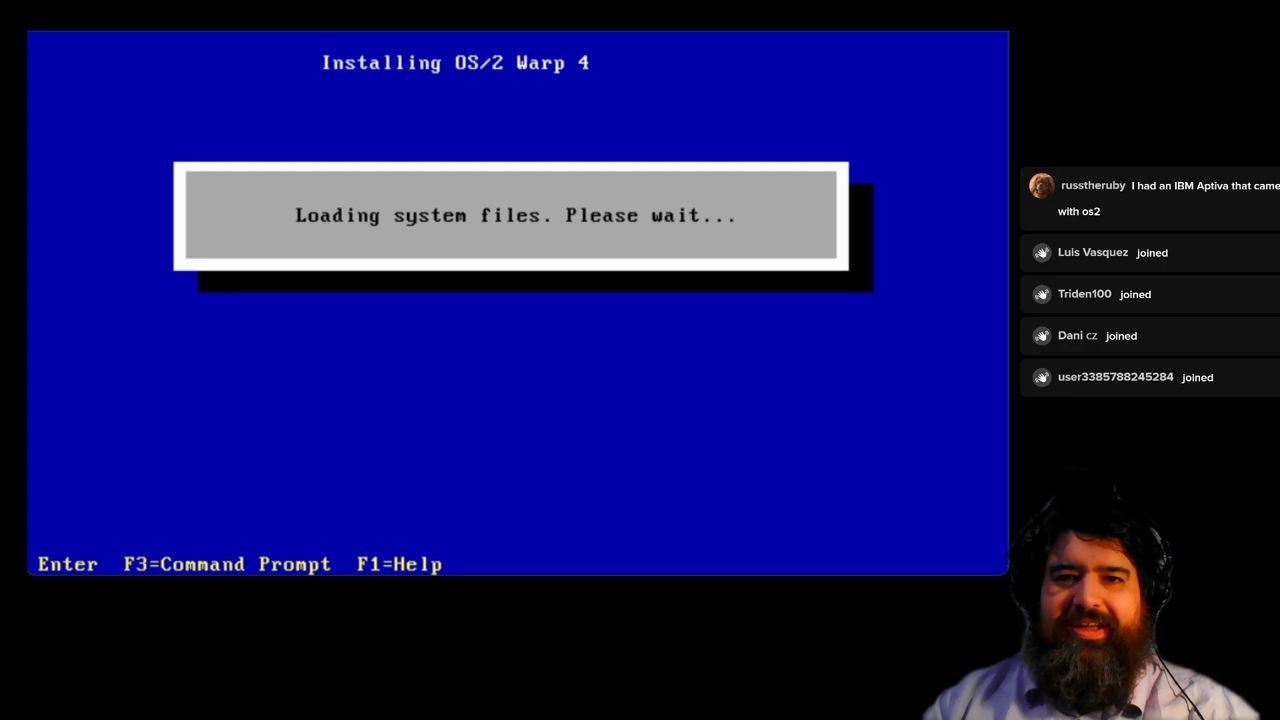 Installing OS/2 Warp 4
Loading system files. Please wait...
Enter  F3=Command Prompt  F1=Help
russtheruby I had an IBM Aptiva that came
with os2
Luis Vasquez joined
Triden100 joined
Dani cz joined
user3385788245284 joined